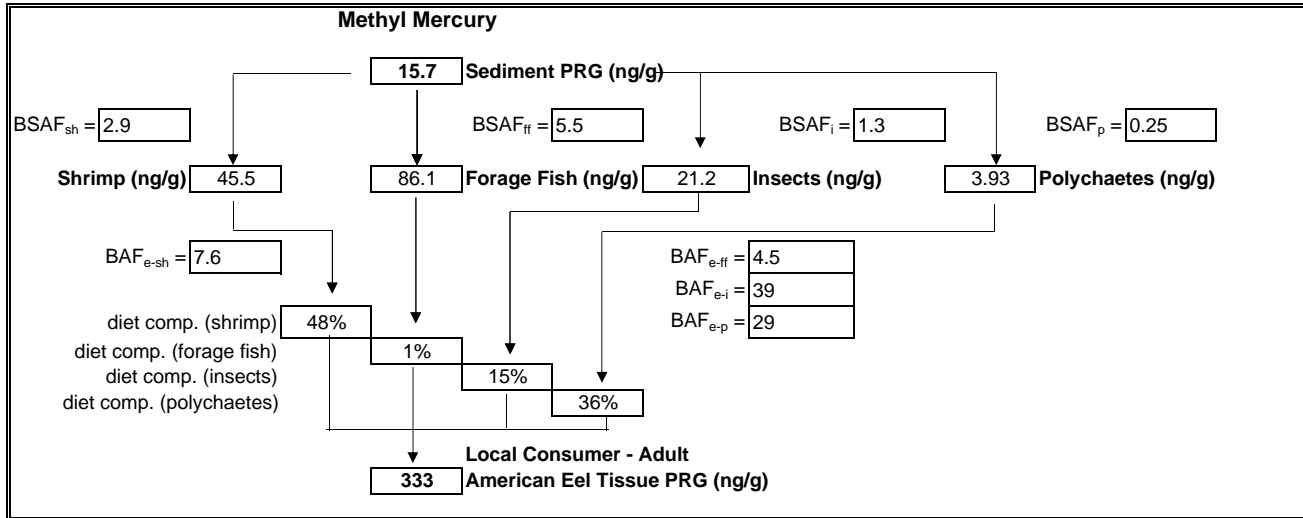 Methyl Mercury
15.7 Sediment PRG (ng/g)
BSAFsh = 2.9 BSAFff = 5.5 BSAFi = 1.3 BSAFp = 0.25
Shrimp (ng/g) 45.5 86.1 Forage Fish (ng/g) 21.2 Insects (ng/g) 3.93 Polychaetes (ng/g)
BAFe-sh = 7.6 BAFe-ff = 4.5
BAFe-i = 39
BAFe-p = 29
diet comp. (shrimp) 48%
diet comp. (forage fish) 1%
diet comp. (insects) 15%
diet comp. (polychaetes) 36%
Local Consumer - Adult
333 American Eel Tissue PRG (ng/g)